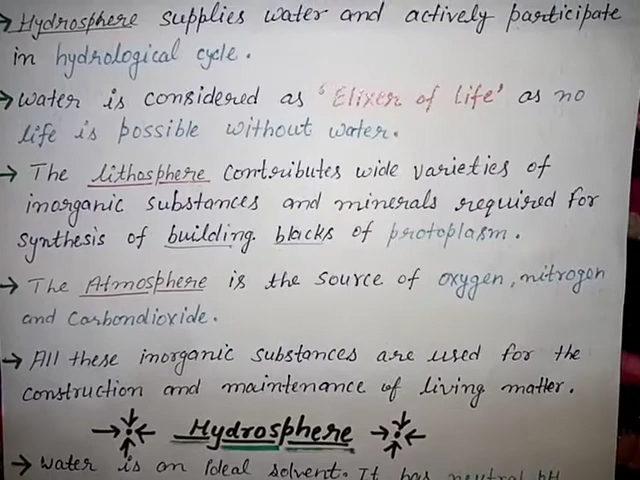 → Hydrosphere supplies water and actively participate
in hydrological cycle.
→ Water is considered as 'Elixer of life' as no
life is possible without water.
→ The lithosphere contributes wide varieties of
inorganic substances and minerals required for
synthesis of building blacks of protoplasm.
→ The Atmosphere is the source of oxygen, nitrogen
and Carbondioxide.
→ All these inorganic substances are used for the
construction and maintenance of living matter.
Hydrosphere
→ Water is an Ideal solvent. It has neutral pH